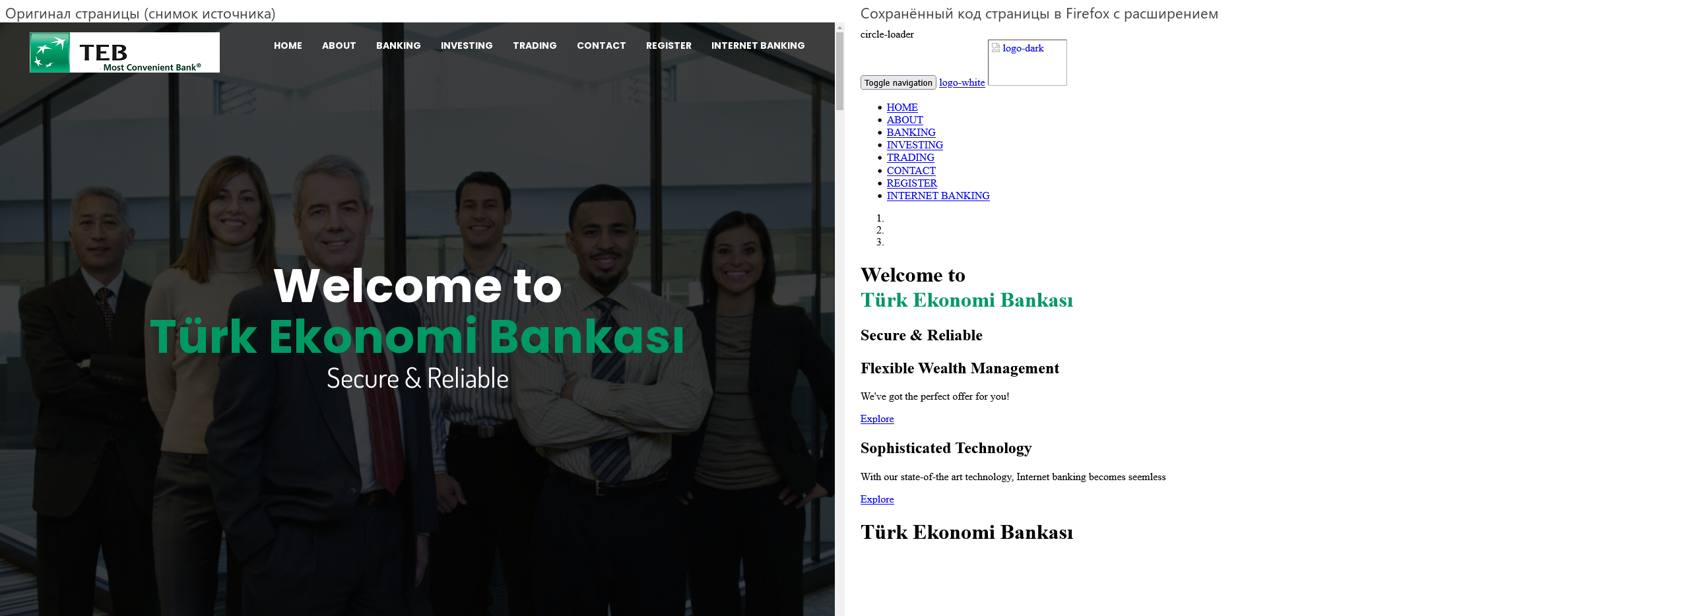 Оригинал страницы (снимок источника)
TEB
Most Convenient Bank®
HOME ABOUT BANKING INVESTING TRADING CONTACT REGISTER INTERNET BANKING
Welcome to
Türk Ekonomi Bankası
Secure & Reliable
Сохранённый код страницы в Firefox с расширением
circle-loader
Toggle navigation logo-white logo-dark
HOME
ABOUT
BANKING
INVESTING
TRADING
CONTACT
REGISTER
INTERNET BANKING
1.
2.
3.
Welcome to
Türk Ekonomi Bankası
Secure & Reliable
Flexible Wealth Management
We've got the perfect offer for you!
Explore
Sophisticated Technology
With our state-of-the art technology, Internet banking becomes seemless
Explore
Türk Ekonomi Bankası